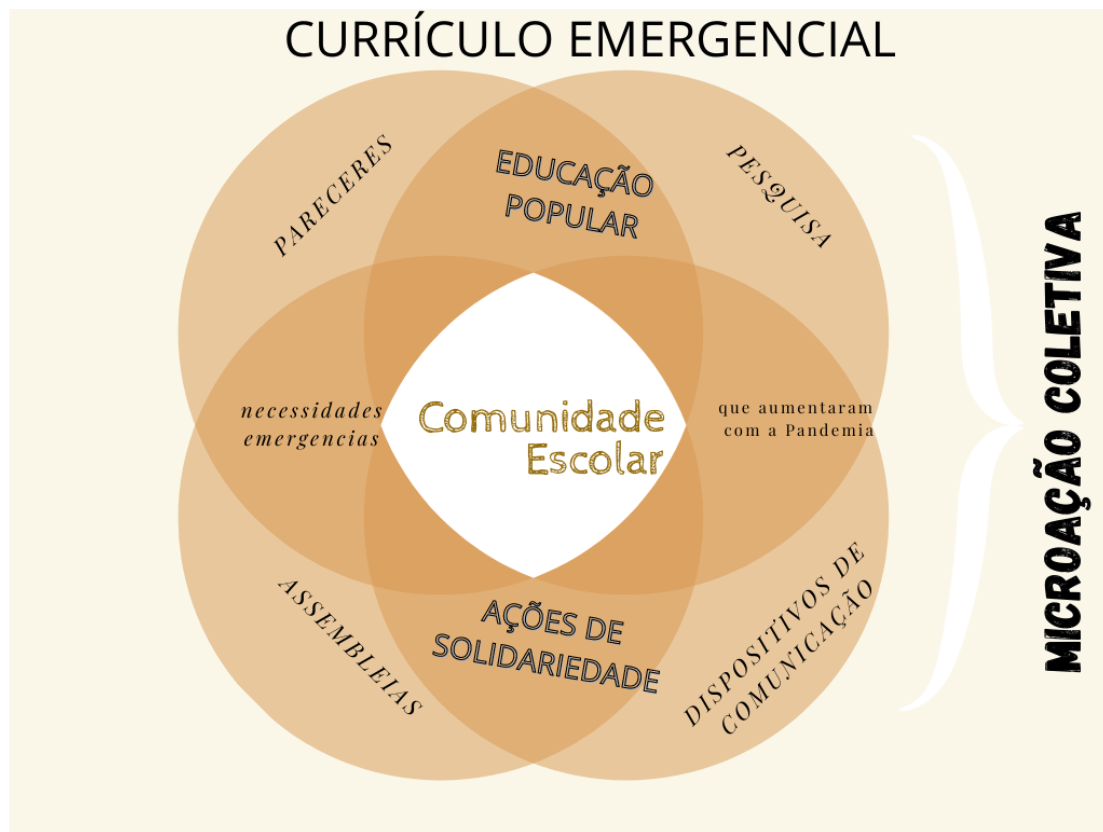 CURRÍCULO EMERGENCIAL
PARECERES
EDUCAÇÃO
POPULAR
PESQUISA
necessidades
emergencias
Comunidade
Escolar
que aumentaram
com a Pandemia
ASSEMBLEIAS
AÇÕES DE
SOLIDARIEDADE
DISPOSITIVOS DE
COMUNICAÇÃO
MICROAÇÃO COLETIVA